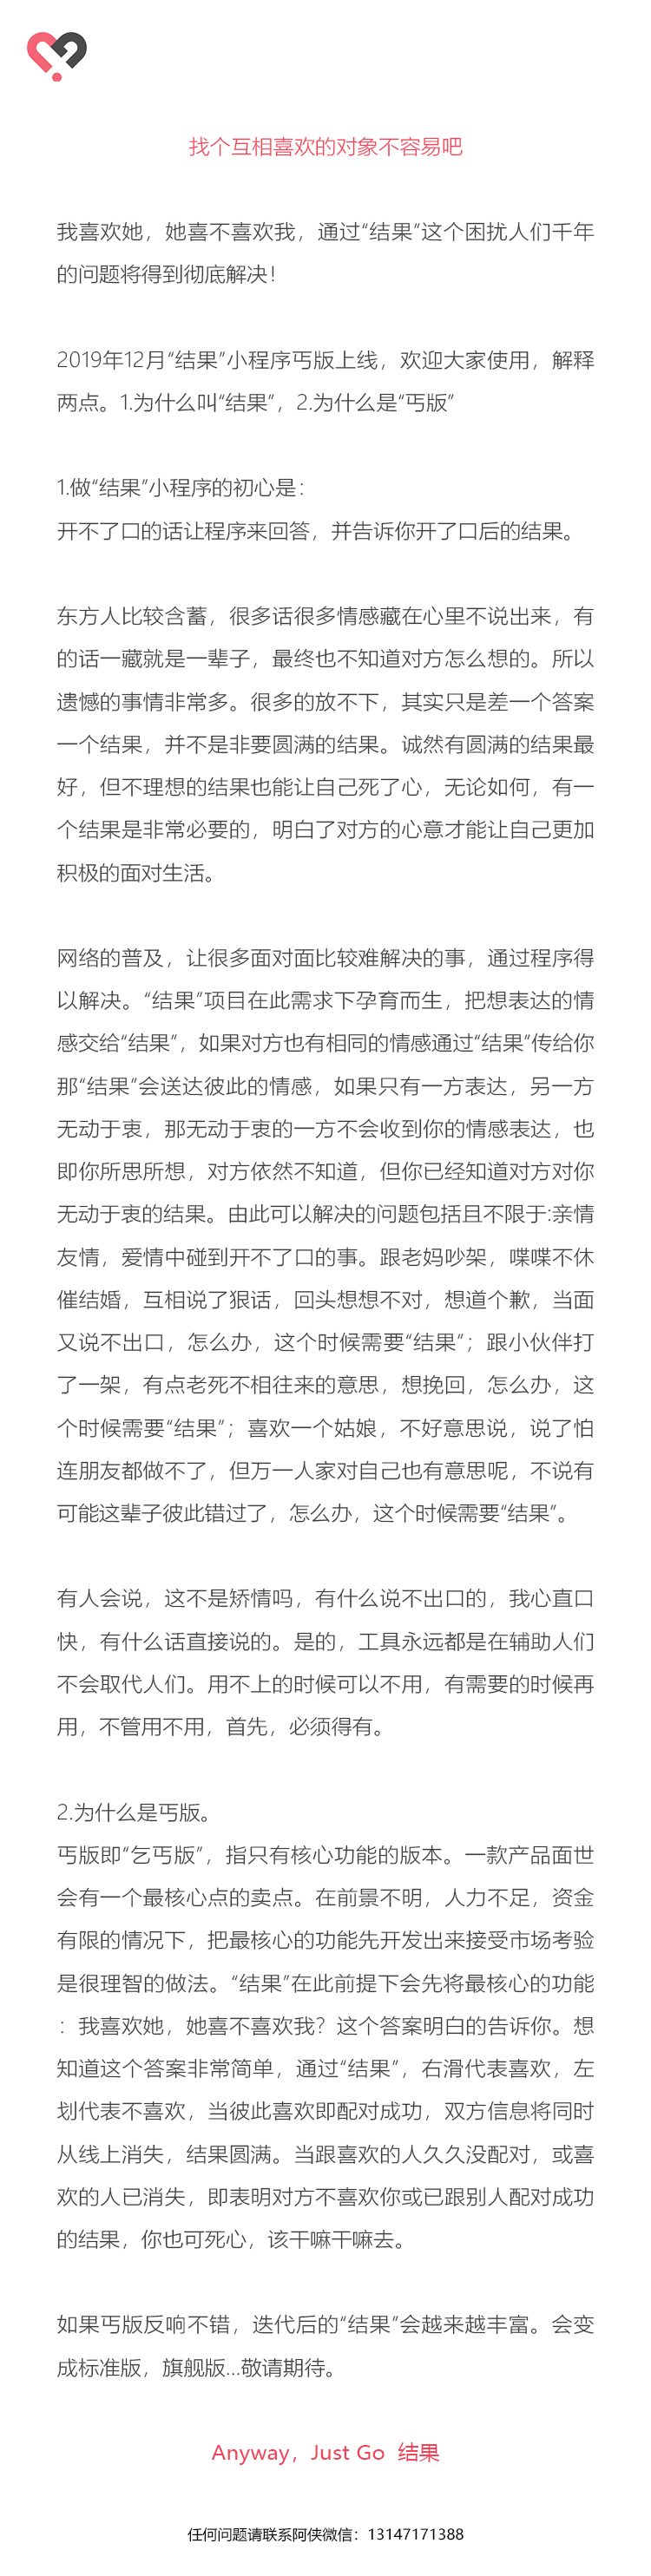 找个互相喜欢的对象不容易吧
我喜欢她，她喜不喜欢我，通过“结果”这个困扰人们千年
的问题将得到彻底解决！
2019年12月“结果”小程序丐版上线，欢迎大家使用，解释
两点。1.为什么叫“结果”，2.为什么是“丐版”
1.做“结果”小程序的初心是：
开不了口的话让程序来回答，并告诉你开了口后的结果。
东方人比较含蓄，很多话很多情感藏在心里不说出来，有
的话一藏就是一辈子，最终也不知道对方怎么想的。所以
遗憾的事情非常多。很多的放不下，其实只是差一个答案
一个结果，并不是非要圆满的结果。诚然有圆满的结果最
好，但不理想的结果也能让自己死了心，无论如何，有一
个结果是非常必要的，明白了对方的心意才能让自己更加
积极的面对生活。
网络的普及，让很多面对面比较难解决的事，通过程序得
以解决。“结果”项目在此需求下孕育而生，把想表达的情
感交给“结果”，如果对方也有相同的情感通过“结果”传给你
那“结果”会送达彼此的情感，如果只有一方表达，另一方
无动于衷，那无动于衷的一方不会收到你的情感表达，也
即你所思所想，对方依然不知道，但你已经知道对方对你
无动于衷的结果。由此可以解决的问题包括且不限于:亲情
友情，爱情中碰到开不了口的事。跟老妈吵架，喋喋不休
催结婚，互相说了狠话，回头想想不对，想道个歉，当面
又说不出口，怎么办，这个时候需要“结果”；跟小伙伴打
了一架，有点老死不相往来的意思，想挽回，怎么办，这
个时候需要“结果”；喜欢一个姑娘，不好意思说，说了怕
连朋友都做不了，但万一人家对自己也有意思呢，不说有
可能这辈子彼此错过了，怎么办，这个时候需要“结果”。
有人会说，这不是矫情吗，有什么说不出口的，我心直口
快，有什么话直接说的。是的，工具永远都是在辅助人们
不会取代人们。用不上的时候可以不用，有需要的时候再
用，不管用不用，首先，必须得有。
2.为什么是丐版。
丐版即“乞丐版”，指只有核心功能的版本。一款产品面世
会有一个最核心点的卖点。在前景不明，人力不足，资金
有限的情况下，把最核心的功能先开发出来接受市场考验
是很理智的做法。“结果”在此前提下会先将最核心的功能
：我喜欢她，她喜不喜欢我？这个答案明白的告诉你。想
知道这个答案非常简单，通过“结果”，右滑代表喜欢，左
划代表不喜欢，当彼此喜欢即配对成功，双方信息将同时
从线上消失，结果圆满。当跟喜欢的人久久没配对，或喜
欢的人已消失，即表明对方不喜欢你或已跟别人配对成功
的结果，你也可死心，该干嘛干嘛去。
如果丐版反响不错，迭代后的“结果”会越来越丰富。会变
成标准版，旗舰版...敬请期待。
Anyway，Just Go 结果
任何问题请联系阿侠微信：13147171388